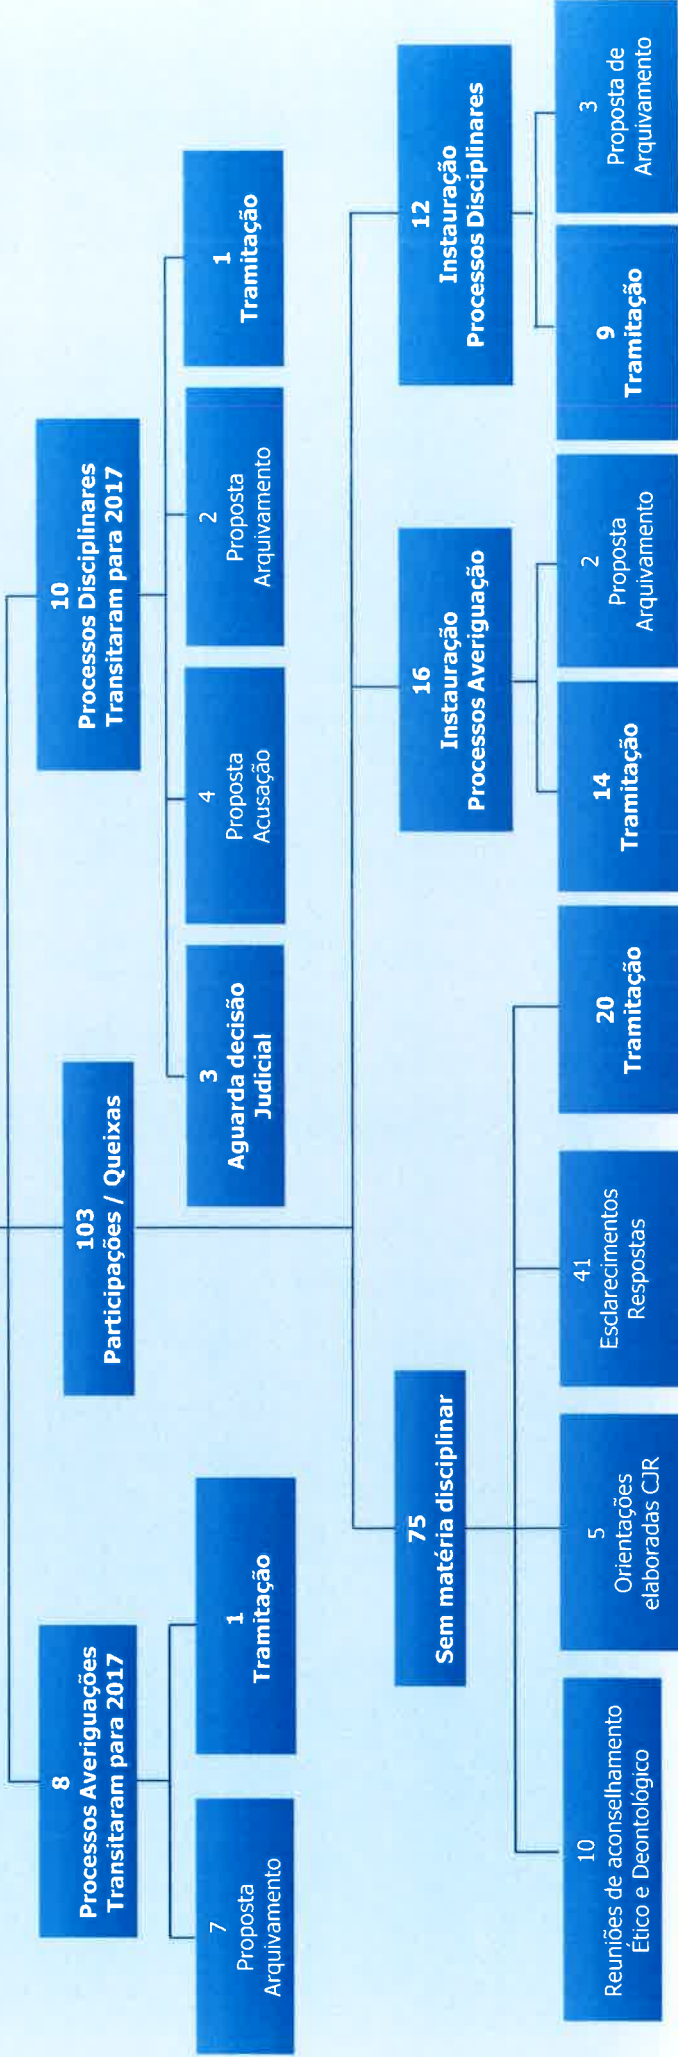 8
Processos Averiguações
Transitaram para 2017
103
Participações / Queixas
10
Processos Disciplinares
Transitaram para 2017
7
Proposta
Arquivamento
1
Tramitação
3
Aguarda decisão
Judicial
4
Proposta
Acusação
2
Proposta
Arquivamento
1
Tramitação
75
Sem matéria disciplinar
16
Instauração
Processos Averiguação
12
Instauração
Processos Disciplinares
10
Reuniões de aconselhamento
Ético e Deontológico
5
Orientações
elaboradas CJR
41
Esclarecimentos
Respostas
20
Tramitação
14
Tramitação
2
Proposta
Arquivamento
9
Tramitação
3
Proposta de
Arquivamento